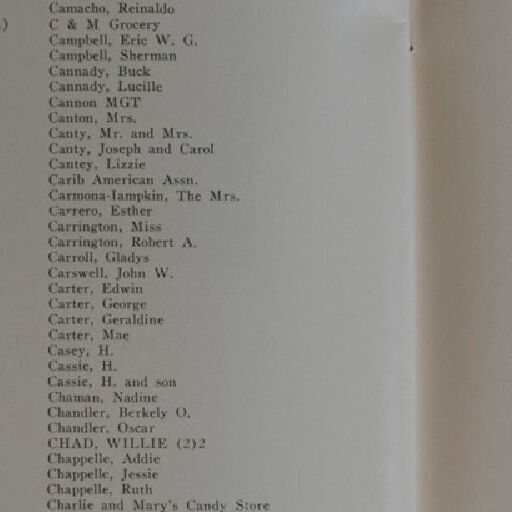 Camacho, Reinaldo
)
C & M Grocery
Campbell, Eric W. G.
Campbell, Sherman
Cannady, Buck
Cannady, Lucille
Cannon MGT
Canton, Mrs.
Canty, Mr. and Mrs.
Canty, Joseph and Carol
Cantey, Lizzie
Carib American Assn.
Carmona-Iampkin, The Mrs.
Carrero, Esther
Carrington, Miss
Carrington, Robert A.
Carroll, Gladys
Carswell, John W.
Carter, Edwin
Carter, George
Carter, Geraldine
Carter, Mae
Casey, H.
Cassie, H.
Cassie, H. and son
Chaman, Nadine
Chandler, Berkely O.
Chandler, Oscar
CHAD, WILLIE (2)2
Chappelle, Addie
Chappelle, Jessie
Chappelle, Ruth
Charlie and Mary's Candy Store